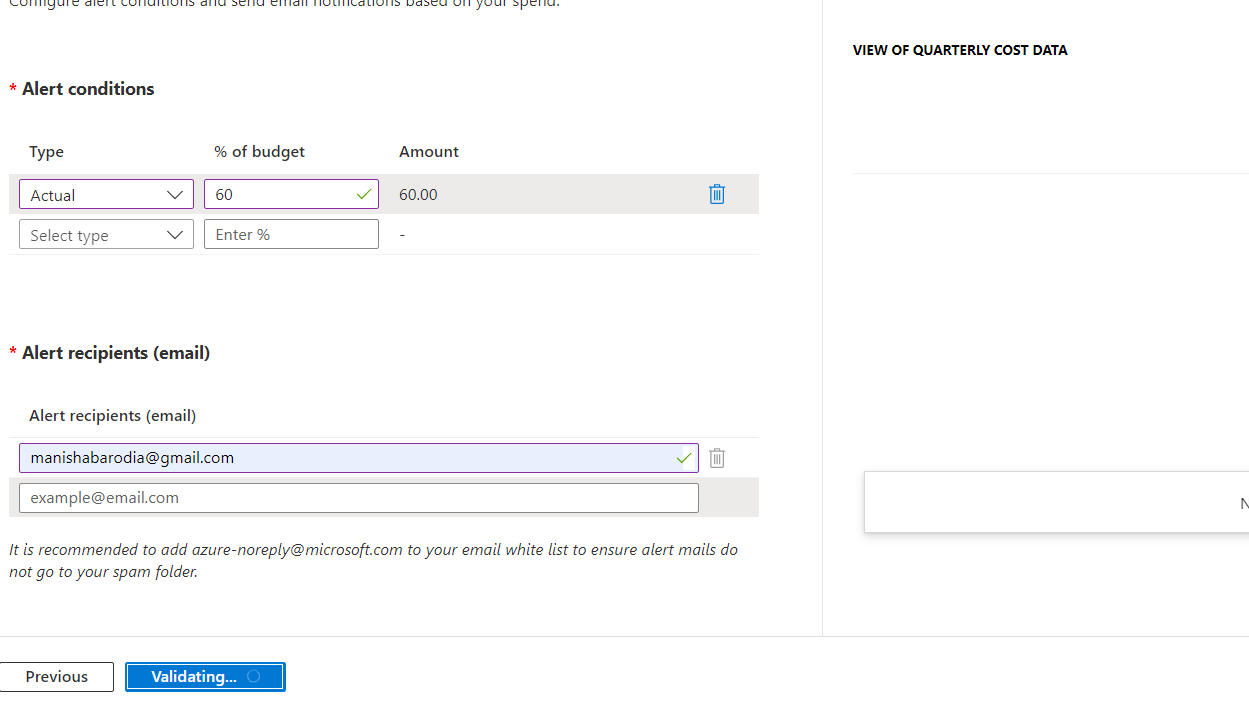 Configure alert conditions and send email notifications based on your spend.
VIEW OF QUARTERLY COST DATA
* Alert conditions
Type % of budget Amount
Actual 60 60.00
Select type Enter % -
* Alert recipients (email)
Alert recipients (email)
manishabarodia@gmail.com
example@email.com
N
It is recommended to add azure-noreply@microsoft.com to your email white list to ensure alert mails do
not go to your spam folder.
Previous Validating...